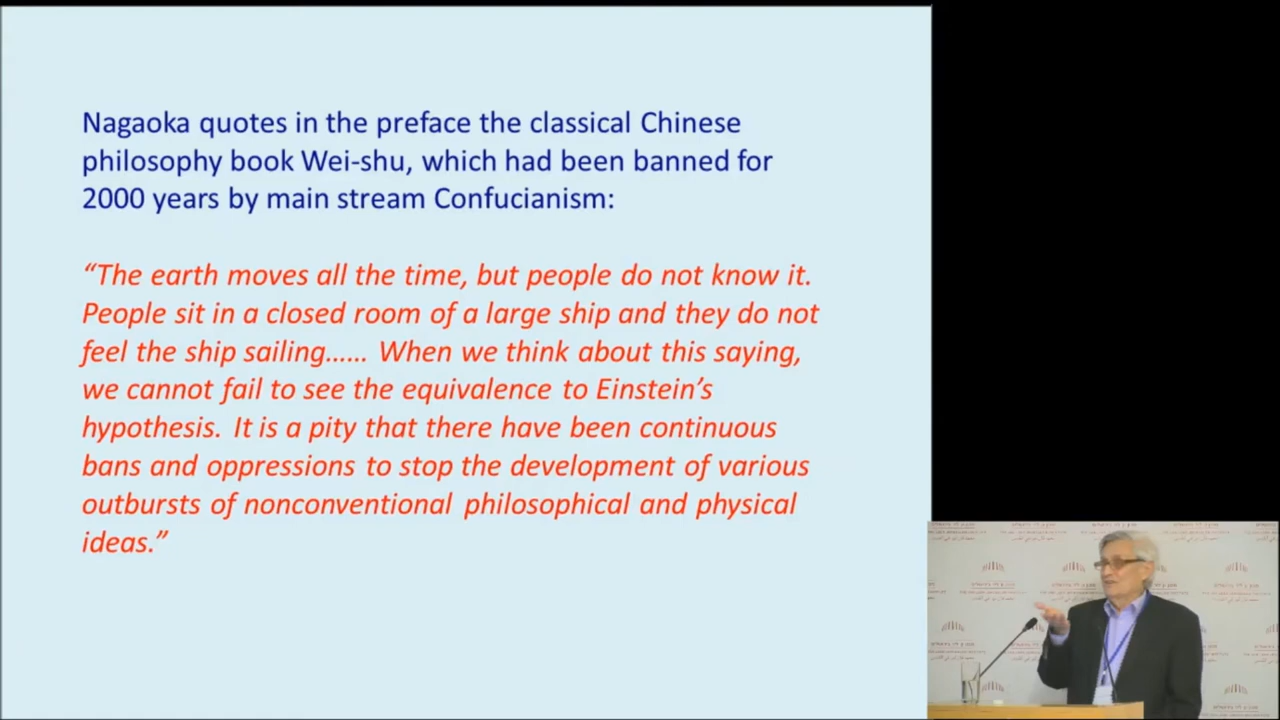 Nagaoka quotes in the preface the classical Chinese
philosophy book Wei-shu, which had been banned for
2000 years by main stream Confucianism:
“The earth moves all the time, but people do not know it.
People sit in a closed room of a large ship and they do not
feel the ship sailing...... When we think about this saying,
we cannot fail to see the equivalence to Einstein’s
hypothesis. It is a pity that there have been continuous
bans and oppressions to stop the development of various
outbursts of nonconventional philosophical and physical
ideas.”